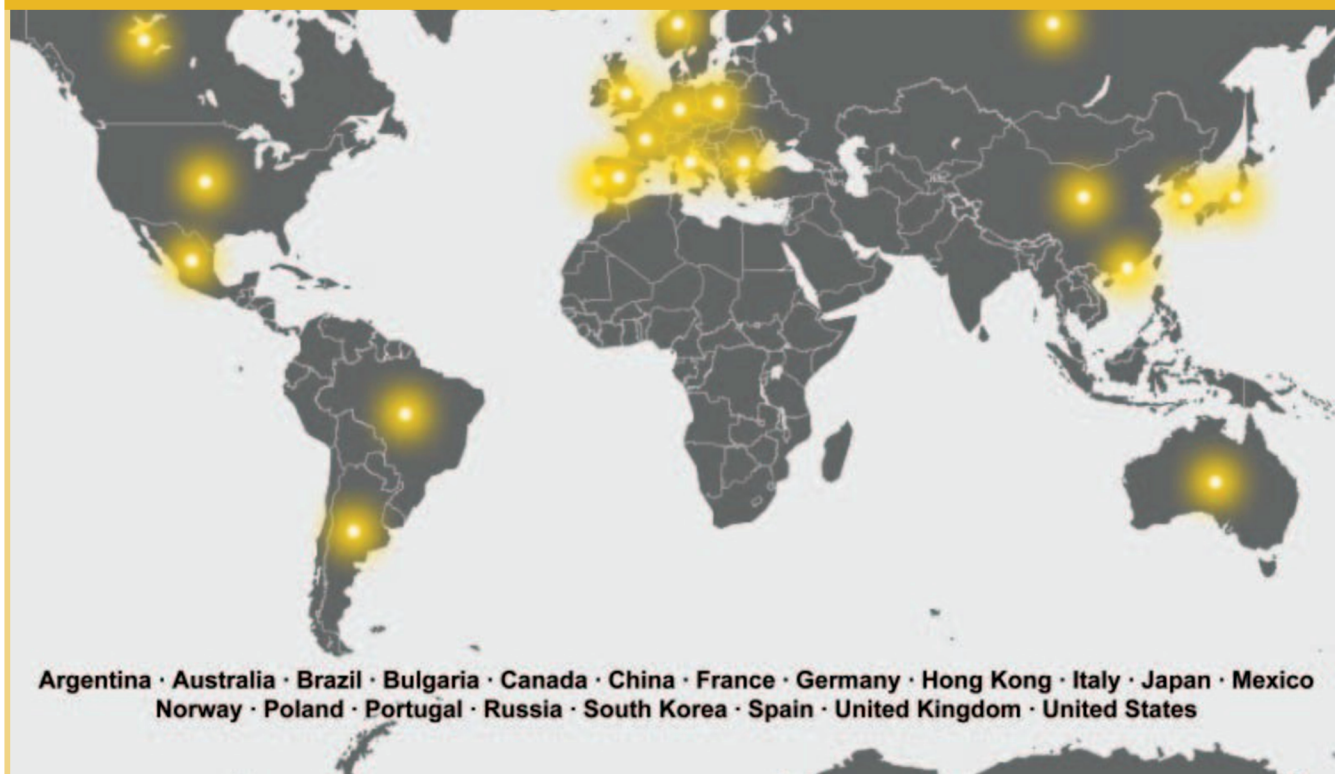 Argentina · Australia · Brazil · Bulgaria · Canada · China · France · Germany · Hong Kong · Italy · Japan · Mexico
Norway · Poland · Portugal · Russia · South Korea · Spain · United Kingdom · United States